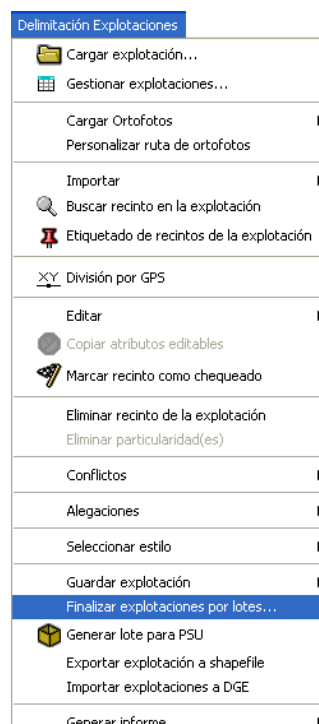 Delimitación Explotaciones
Cargar explotación...
Gestionar explotaciones...
Cargar Ortofotos
Personalizar ruta de ortofotos
Importar
Buscar recinto en la explotación
Etiquetado de recintos de la explotación
XY División por GPS
Editar
Copiar atributos editables
Marcar recinto como chequeado
Eliminar recinto de la explotación
Eliminar particularidad(es)
Conflictos
Alegaciones
Seleccionar estilo
Guardar explotación
Finalizar explotaciones por lotes...
Generar lote para PSU
Exportar explotación a shapefile
Importar explotaciones a DGE
Generar informe